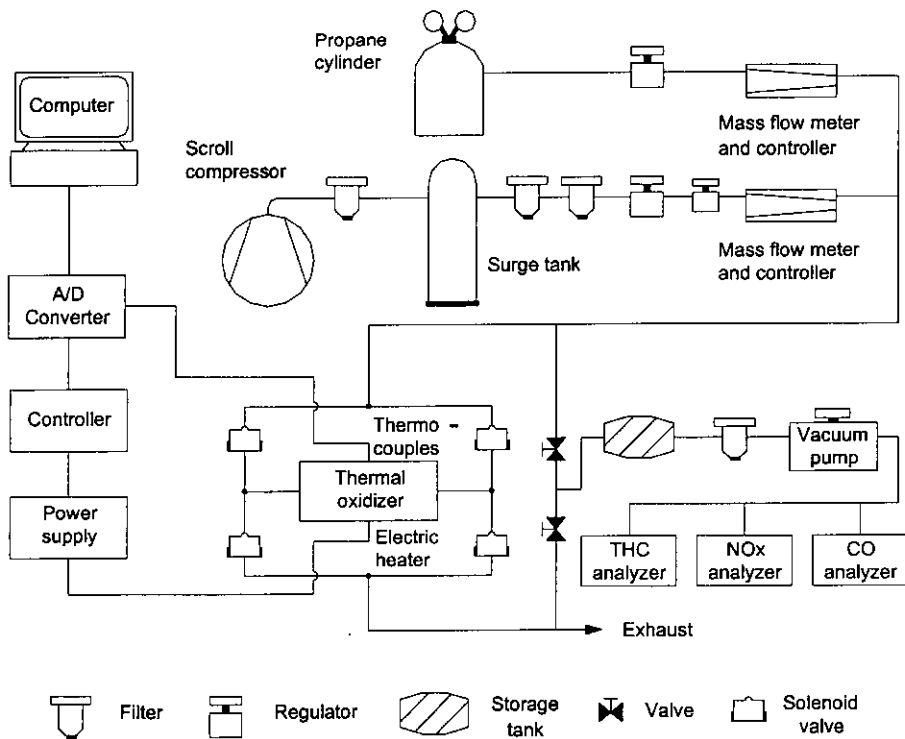 Propane
cylinder
Computer
Mass flow meter
and controller
Scroll
compressor
Surge tank
Mass flow meter
and controller
A/D
Converter
Controller
Thermo -
couples
Vacuum
pump
Thermal
oxidizer
Power
supply
Electric
heater
THC
analyzer
NOx
analyzer
CO
analyzer
Exhaust
Filter
Regulator
Storage
tank
Valve
Solenoid
valve